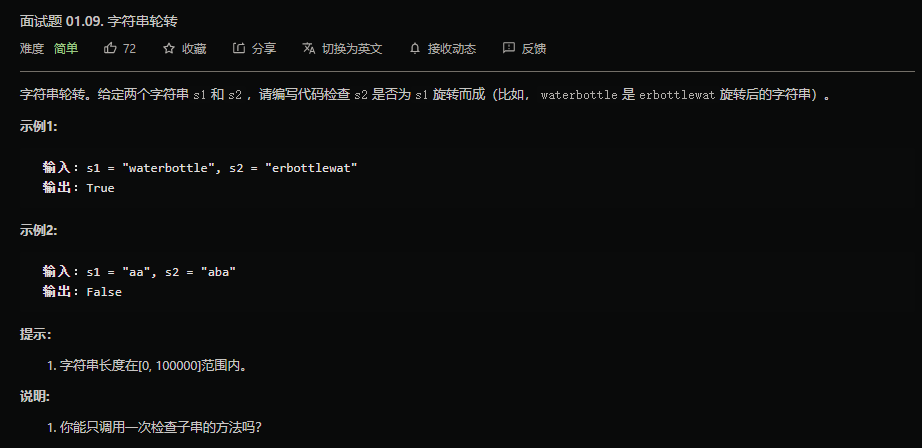 面试题 01.09. 字符串轮转
难度 简单 72 收藏 分享 切换为英文 接收动态 反馈
字符串轮转。给定两个字符串 s1 和 s2 ，请编写代码检查 s2 是否为 s1 旋转而成（比如， waterbottle 是 erbottlewat 旋转后的字符串）。
示例1:
输入：s1 = "waterbottle", s2 = "erbottlewat"
输出：True
示例2:
输入：s1 = "aa", s2 = "aba"
输出：False
提示:
1. 字符串长度在[0, 100000]范围内。
说明:
1. 你能只调用一次检查子串的方法吗？